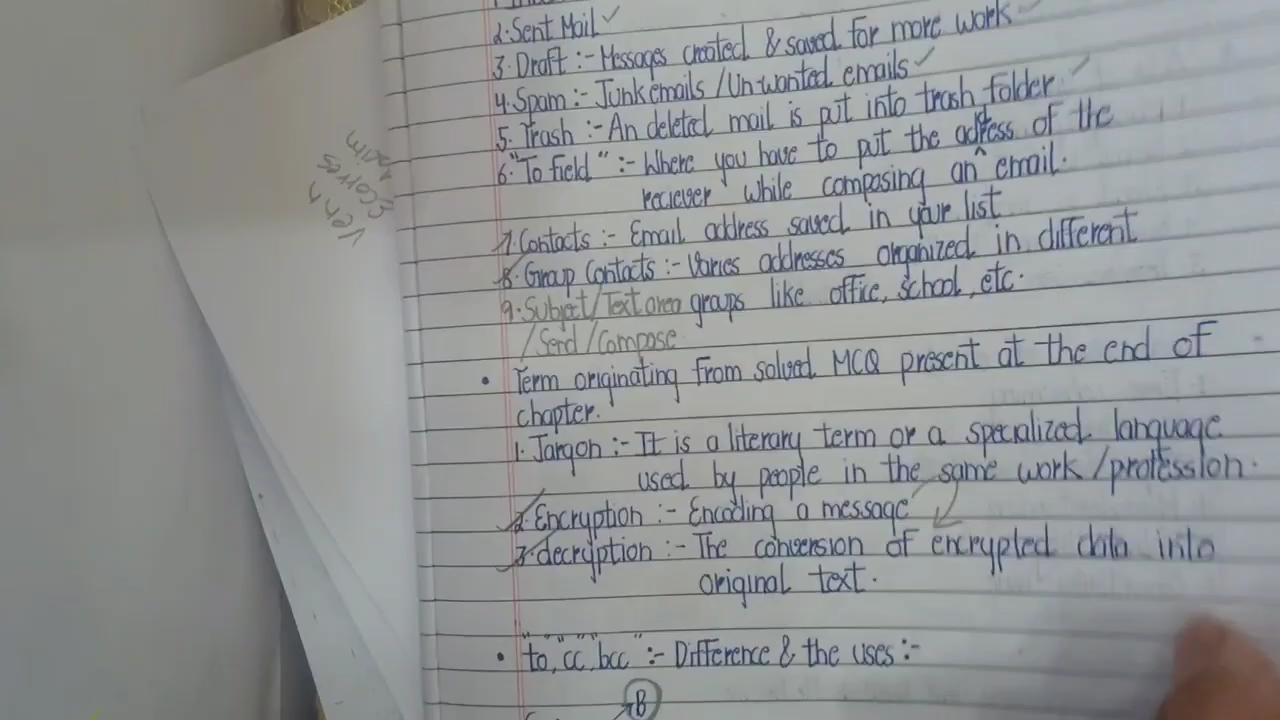 2. Sent Mail ✓
3. Draft :- Messages created & saved for more work
4. Spam :- Junk emails / Un-wanted emails ✓
5. Trash :- An deleted mail is put into trash folder
6. "To field" :- Where you have to put the address of the
reciever while composing an email.
7. Contacts :- Email address saved in your list
8. Group Contacts :- Varies addresses organized in different
9. Subject/Text area groups like office, school, etc.
/Send/Compose
• Term originating from solved MCQ present at the end of
chapter.
1. Jargon :- It is a literary term or a specialized language
used by people in the same work/profession.
2. Encryption :- Encoding a message
3. decryption :- The conversion of encrypted data into
original text.
• "to, cc, bcc" :- Difference & the uses :-
B